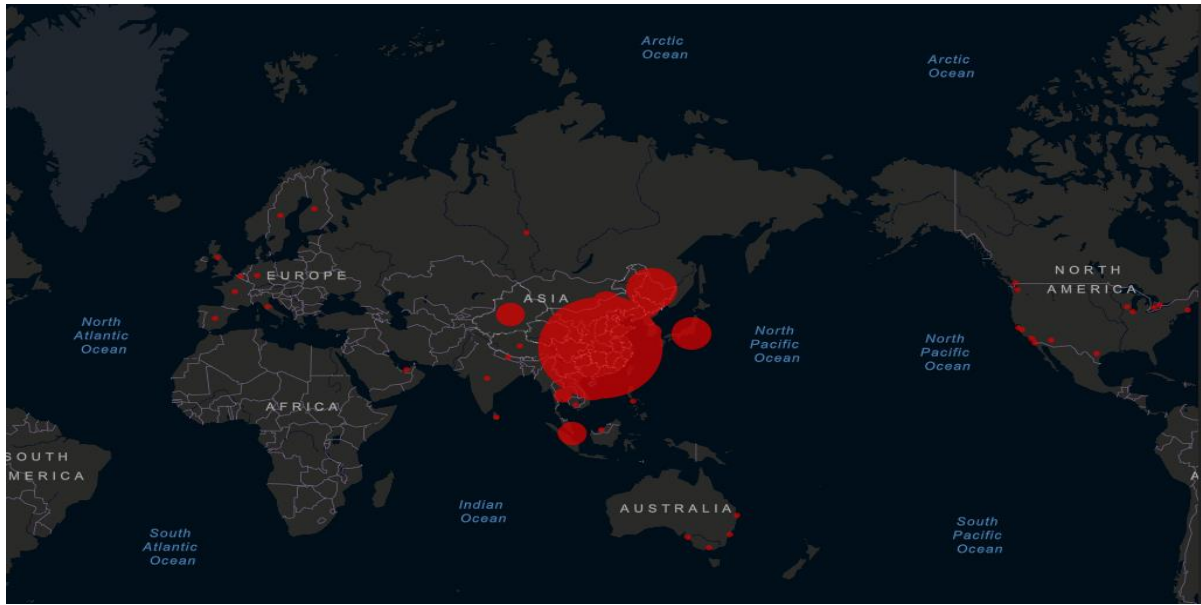 Arctic
Ocean
Arctic
Ocean
NORTH
AMERICA
EUROPE
ASIA
North
Atlantic
Ocean
North
Pacific
Ocean
North
Pacific
Ocean
AFRICA
SOUTH
MERICA
A
Indian
Ocean
AUSTRALIA
South
Atlantic
Ocean
South
Pacific
Ocean